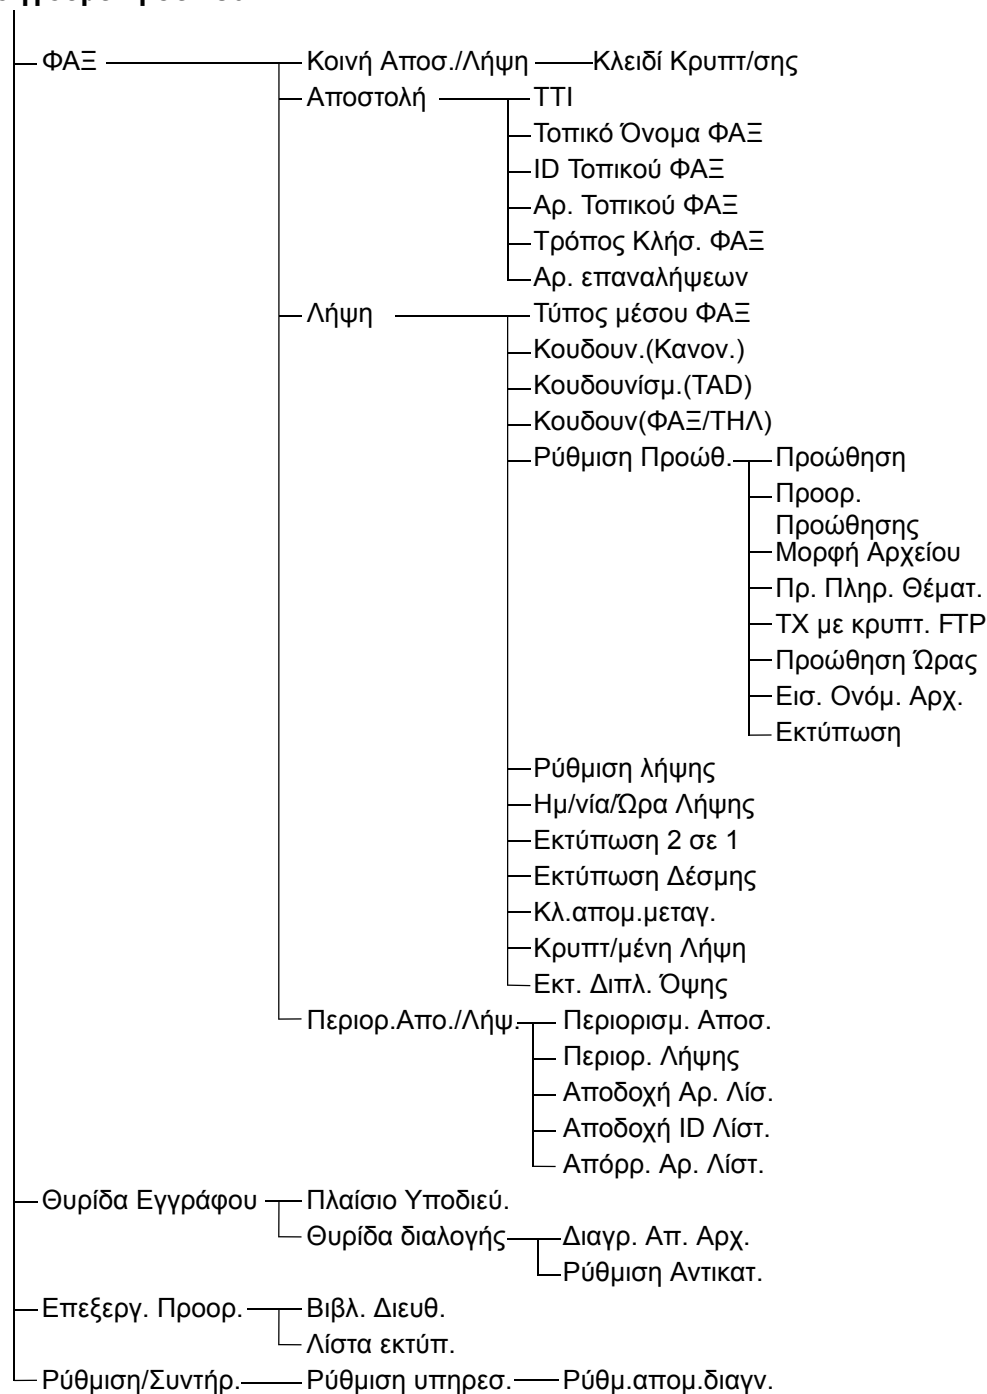 ΦΑΞ Κοινή Αποσ./Λήψη Κλειδί Κρυπτ/σης
Αποστολή TTI
Τοπικό Όνομα ΦΑΞ
ID Τοπικού ΦΑΞ
Αρ. Τοπικού ΦΑΞ
Τρόπος Κλήσ. ΦΑΞ
Αρ. επαναλήψεων
Λήψη Τύπος μέσου ΦΑΞ
Κουδουν.(Κανον.)
Κουδουνίσμ.(TAD)
Κουδουν(ΦΑΞ/ΤΗΛ)
Ρύθμιση Προώθ. Προώθηση
Προορ.
Προώθησης
Μορφή Αρχείου
Πρ. Πληρ. Θέματ.
TX με κρυπτ. FTP
Προώθηση Ώρας
Εισ. Ονόμ. Αρχ.
Εκτύπωση
Ρύθμιση λήψης
Ημ/νία/Ώρα Λήψης
Εκτύπωση 2 σε 1
Εκτύπωση Δέσμης
Κλ.απομ.μεταγ.
Κρυπτ/μένη Λήψη
Εκτ. Διπλ. Όψης
Περιορ.Απο./Λήψ. Περιορισμ. Αποσ.
Περιορ. Λήψης
Αποδοχή Αρ. Λίσ.
Αποδοχή ID Λίστ.
Απόρρ. Αρ. Λίστ.
Θυρίδα Εγγράφου Πλαίσιο Υποδιεύ.
Θυρίδα διαλογής Διαγρ. Απ. Αρχ.
Ρύθμιση Αντικατ.
Επεξεργ. Προορ. Βιβλ. Διευθ.
Λίστα εκτύπ.
Ρύθμιση/Συντήρ. Ρύθμιση υπηρεσ. Ρύθμ.απομ.διαγν.